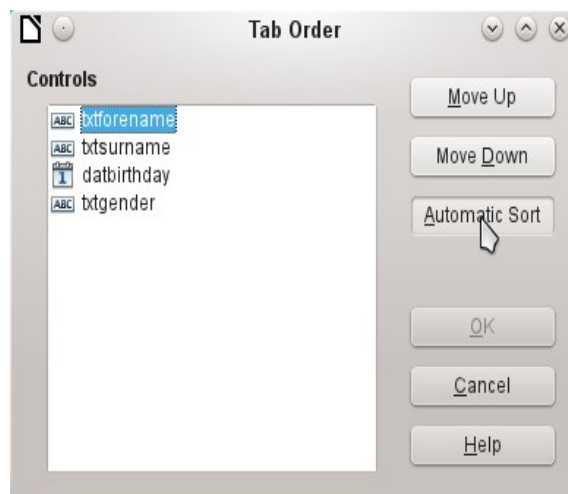 Tab Order
Controls
txtforename
txtsurname
datbirthday
txtgender
Move Up
Move Down
Automatic Sort
OK
Cancel
Help